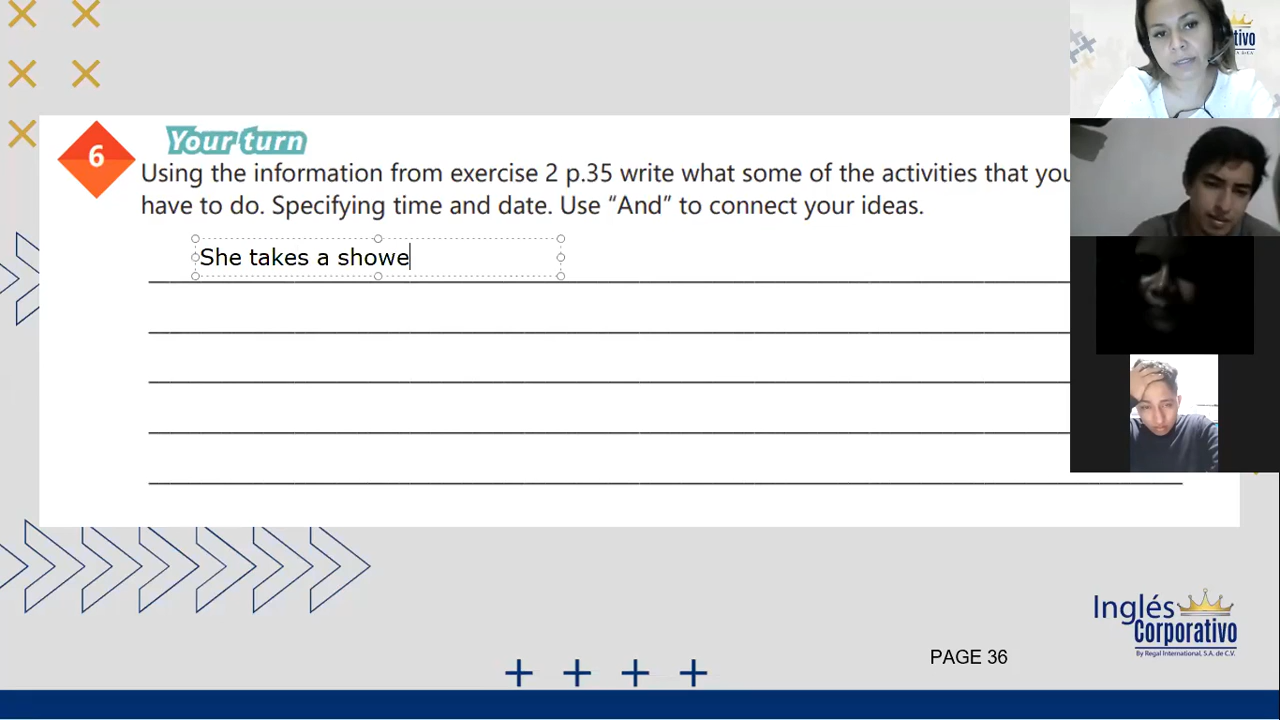 6
Your turn
Using the information from exercise 2 p.35 write what some of the activities that you
have to do. Specifying time and date. Use “And” to connect your ideas.
She takes a showe
tivo
Inglés
Corporativo
By Regal International, S.A. de C.V.
PAGE 36